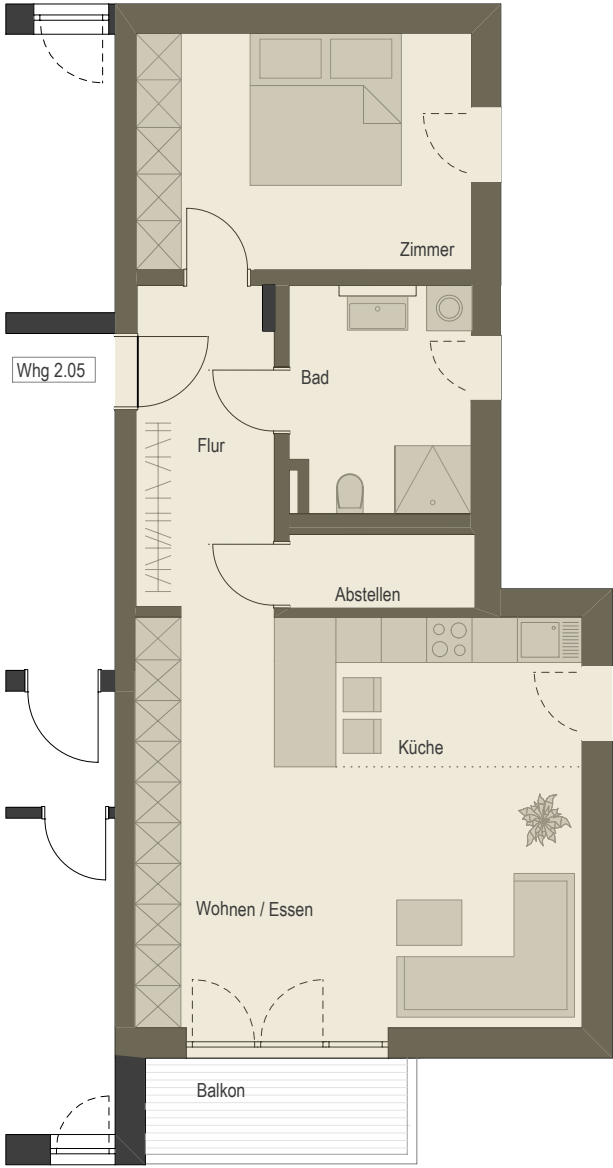 Zimmer
Whg 2.05
Bad
Flur
Abstellen
Küche
Wohnen / Essen
Balkon